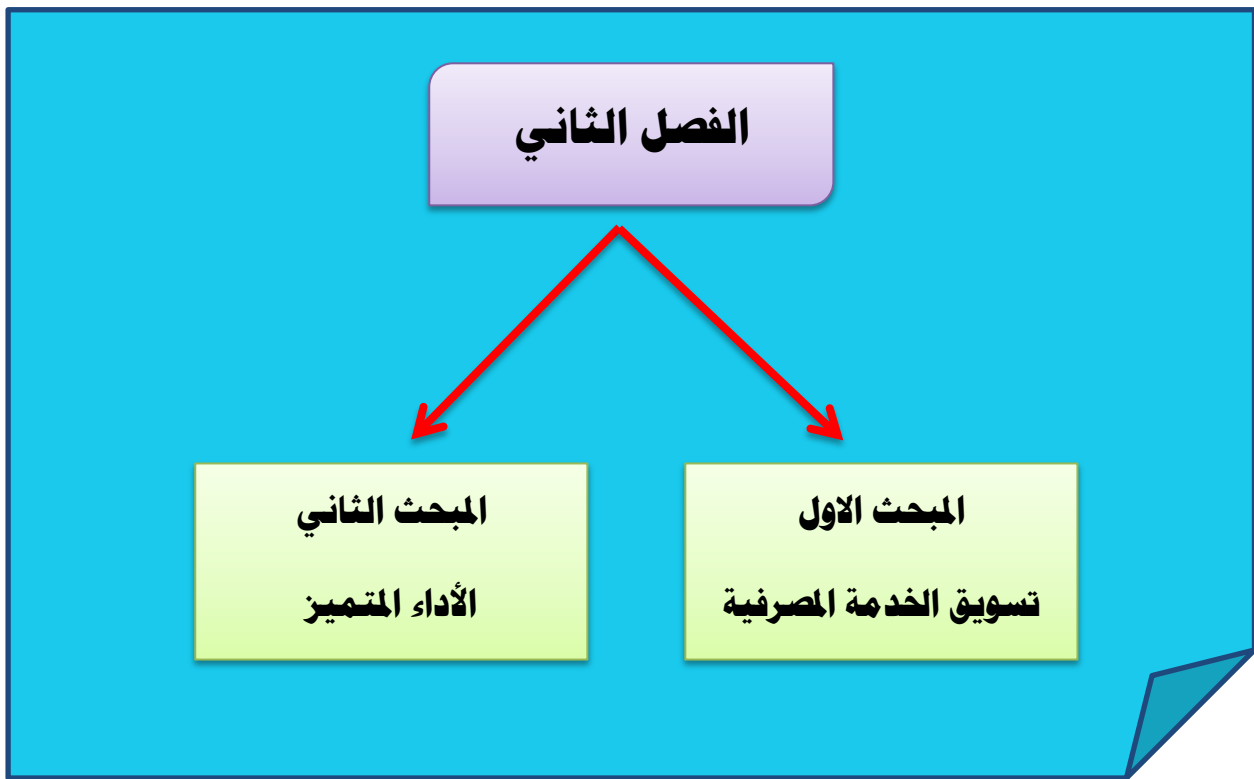 الفصل الثاني
المبحث الاول
تسويق الخدمة المصرفية
المبحث الثاني
الأداء المتميز